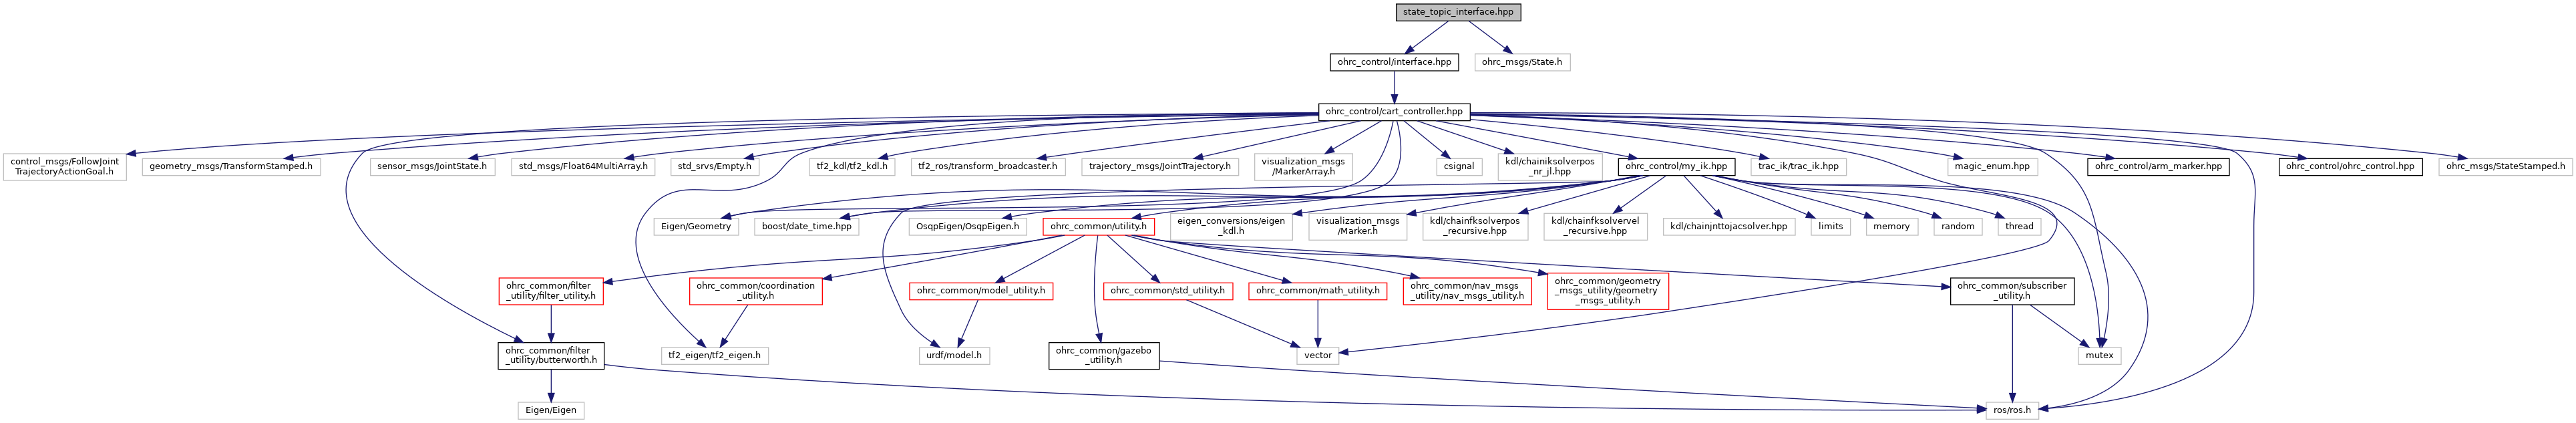 state_topic_interface.hpp
ohrc_control/interface.hpp
ohrc_msgs/State.h
ohrc_control/cart_controller.hpp
control_msgs/FollowJoint
TrajectoryActionGoal.h
geometry_msgs/TransformStamped.h
sensor_msgs/JointState.h
std_msgs/Float64MultiArray.h
std_srvs/Empty.h
tf2_kdl/tf2_kdl.h
tf2_ros/transform_broadcaster.h
trajectory_msgs/JointTrajectory.h
visualization_msgs
/MarkerArray.h
csignal
kdl/chainiksolverpos
_nr_jl.hpp
ohrc_control/my_ik.hpp
trac_ik/trac_ik.hpp
magic_enum.hpp
ohrc_control/arm_marker.hpp
ohrc_control/ohrc_control.hpp
ohrc_msgs/StateStamped.h
Eigen/Geometry
boost/date_time.hpp
OsqpEigen/OsqpEigen.h
ohrc_common/utility.h
eigen_conversions/eigen
_kdl.h
visualization_msgs
/Marker.h
kdl/chainfksolverpos
_recursive.hpp
kdl/chainfksolvervel
_recursive.hpp
kdl/chainjnttojacsolver.hpp
limits
memory
random
thread
ohrc_common/filter
_utility/filter_utility.h
ohrc_common/coordination
_utility.h
ohrc_common/model_utility.h
ohrc_common/std_utility.h
ohrc_common/math_utility.h
ohrc_common/nav_msgs
_utility/nav_msgs_utility.h
ohrc_common/geometry
_msgs_utility/geometry
_msgs_utility.h
ohrc_common/subscriber
_utility.h
ohrc_common/filter
_utility/butterworth.h
tf2_eigen/tf2_eigen.h
urdf/model.h
ohrc_common/gazebo
_utility.h
vector
mutex
Eigen/Eigen
ros/ros.h